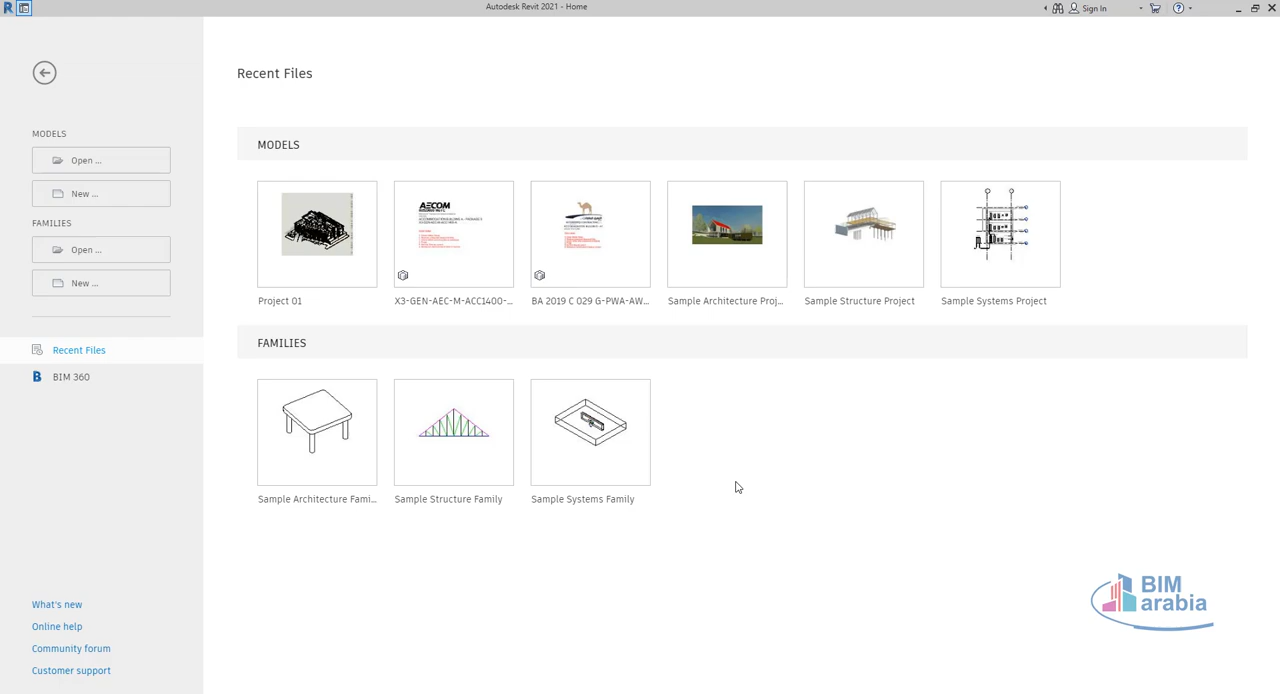 Autodesk Revit 2021 - Home
Sign In
Recent Files
MODELS
Open ...
New ...
FAMILIES
Open ...
New ...
Recent Files
BIM 360
What's new
Online help
Community forum
Customer support
MODELS
AECOM
Project 01
X3-GEN-AEC-M-ACC1400-...
BA 2019 C 029 G-PWA-AW...
Sample Architecture Proj...
Sample Structure Project
Sample Systems Project
FAMILIES
Sample Architecture Fami...
Sample Structure Family
Sample Systems Family
BIM
arabia